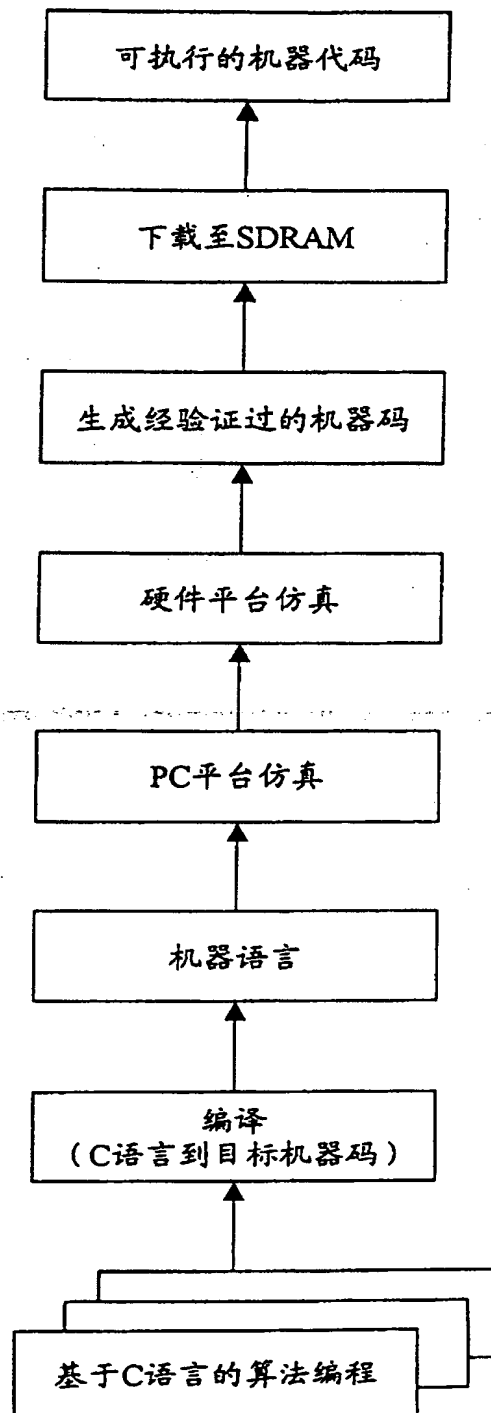 可执行的机器代码
下载至SDRAM
生成经验证过的机器码
硬件平台仿真
PC平台仿真
机器语言
编译
(C语言到目标机器码)
基于C语言的算法编程